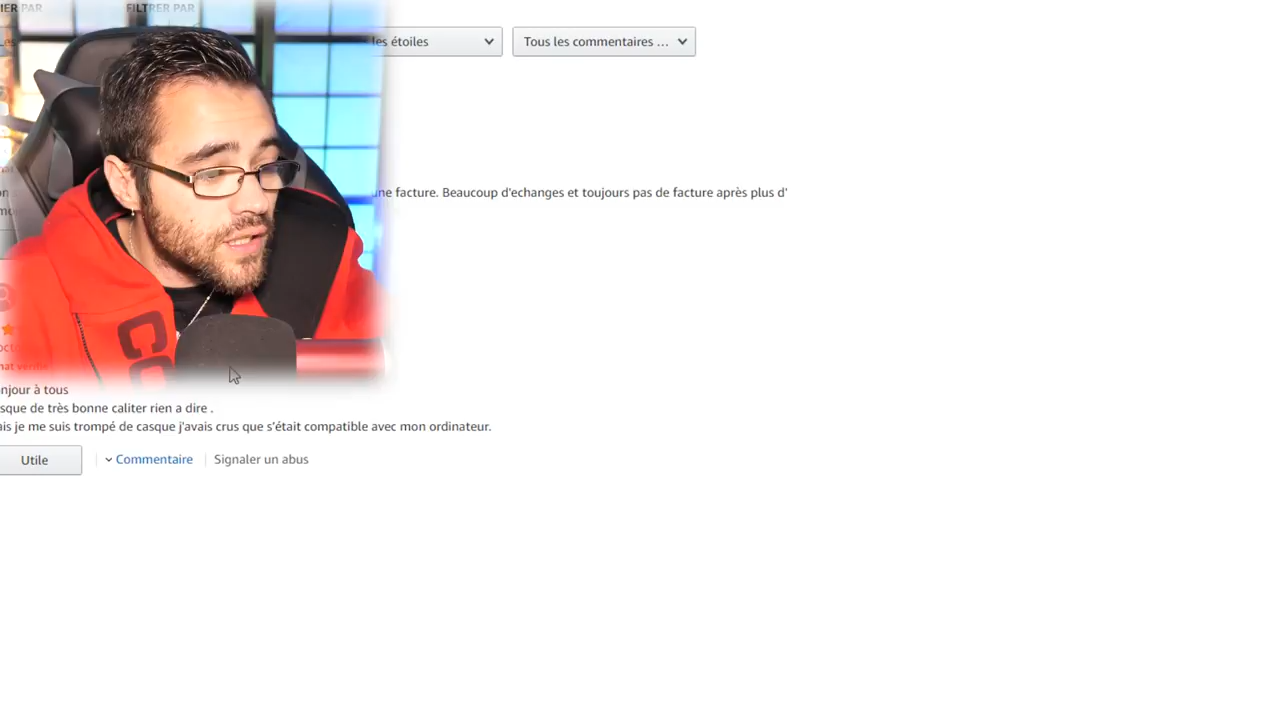 IER PAR FILTRER PAR
les étoiles Tous les commentaires ...
une facture. Beaucoup d'echanges et toujours pas de facture après plus d'
njour à tous
sque de très bonne caliter rien a dire .
ais je me suis trompé de casque j'avais crus que s'était compatible avec mon ordinateur.
Utile Commentaire Signaler un abus